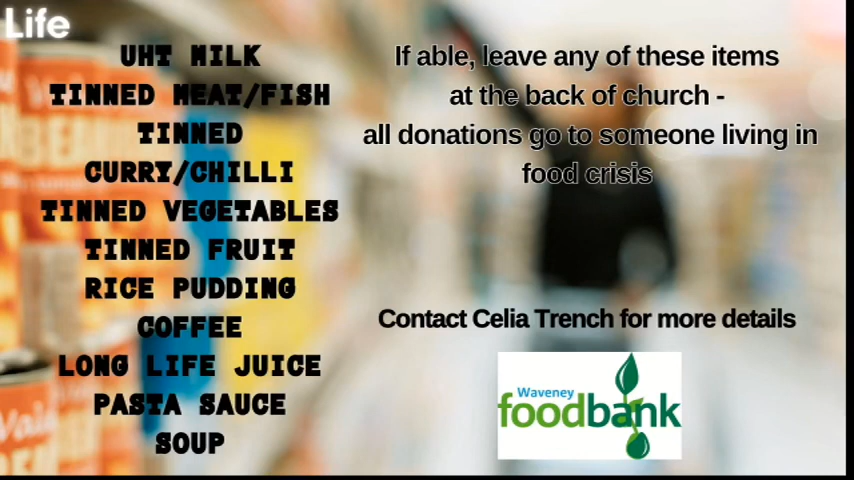 Life
UHT MILK
TINNED MEAT/FISH
TINNED
CURRY/CHILLI
TINNED VEGETABLES
TINNED FRUIT
RICE PUDDING
COFFEE
LONG LIFE JUICE
PASTA SAUCE
SOUP
If able, leave any of these items
at the back of church -
all donations go to someone living in
food crisis
Contact Celia Trench for more details
Waveney
foodbank